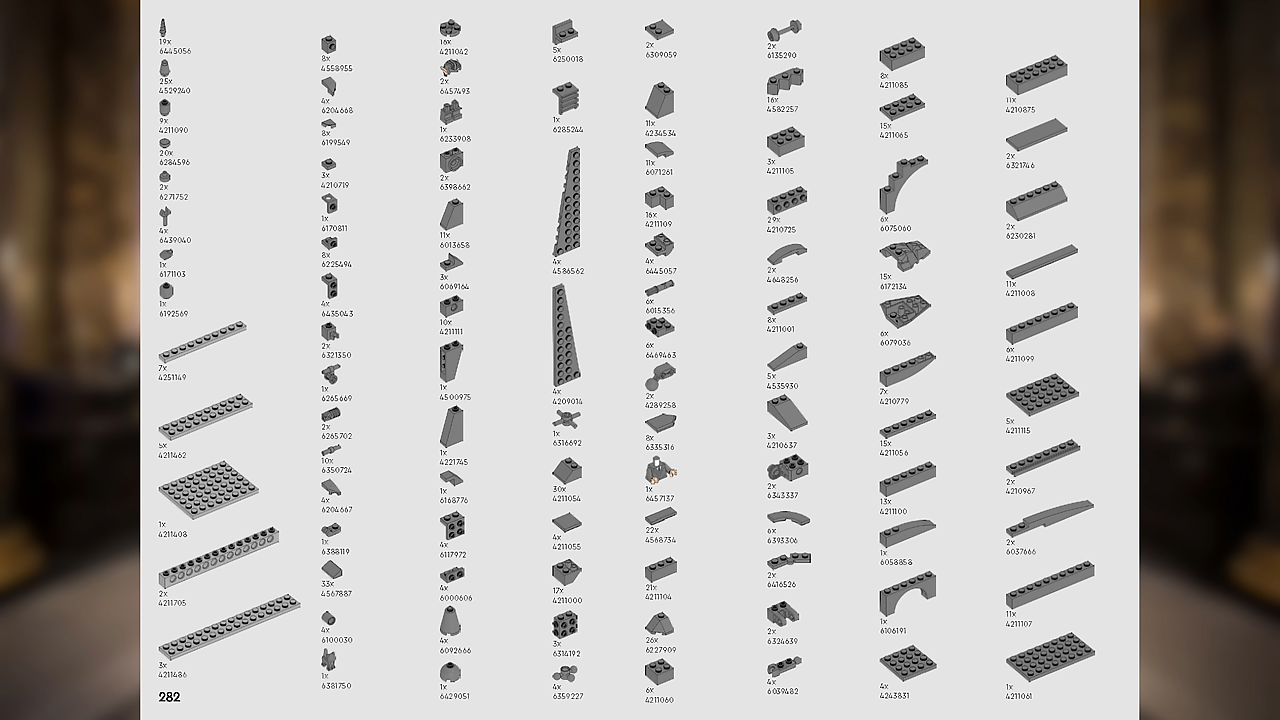 19x
6445056
25x
4529240
9x
4211090
20x
6284596
2x
6271752
4x
6439040
1x
6171103
1x
6192569
7x
4251149
5x
4211462
1x
4211408
2x
4211705
3x
4211486
282
8x
4558955
4x
6204668
8x
6199549
3x
4210719
1x
6170811
8x
6225494
4x
6435043
2x
6321350
1x
6265669
2x
6265702
10x
6350724
4x
6204667
1x
6388119
33x
4567887
4x
6100030
1x
6381750
16x
4211042
2x
6457493
1x
6233908
2x
6398662
11x
6013658
3x
6069164
10x
4211111
1x
4500975
1x
4221745
1x
6168776
4x
6117972
4x
6000606
4x
6092666
1x
6429051
5x
6250018
1x
6285244
4x
4586562
4x
4209014
1x
6316692
30x
4211054
4x
4211055
17x
4211000
3x
6314192
4x
6359227
2x
6309059
11x
4234534
11x
6071261
16x
4211109
4x
6445057
6x
6015356
6x
6469463
2x
4289258
8x
6335316
1x
6457137
22x
4568734
21x
4211104
26x
6227909
6x
4211060
2x
6135290
16x
4582257
3x
4211105
29x
4210725
2x
4648256
8x
4211001
5x
4535930
3x
4210637
2x
6343337
6x
6393306
2x
6416526
2x
6324639
4x
6039482
8x
4211085
15x
4211065
6x
6075060
15x
6172134
6x
6079036
7x
4210779
15x
4211056
13x
4211100
1x
6058858
1x
6106191
4x
4243831
11x
4210875
2x
6321746
2x
6230281
11x
4211008
6x
4211099
5x
4211115
2x
4210967
2x
6037666
11x
4211107
1x
4211061